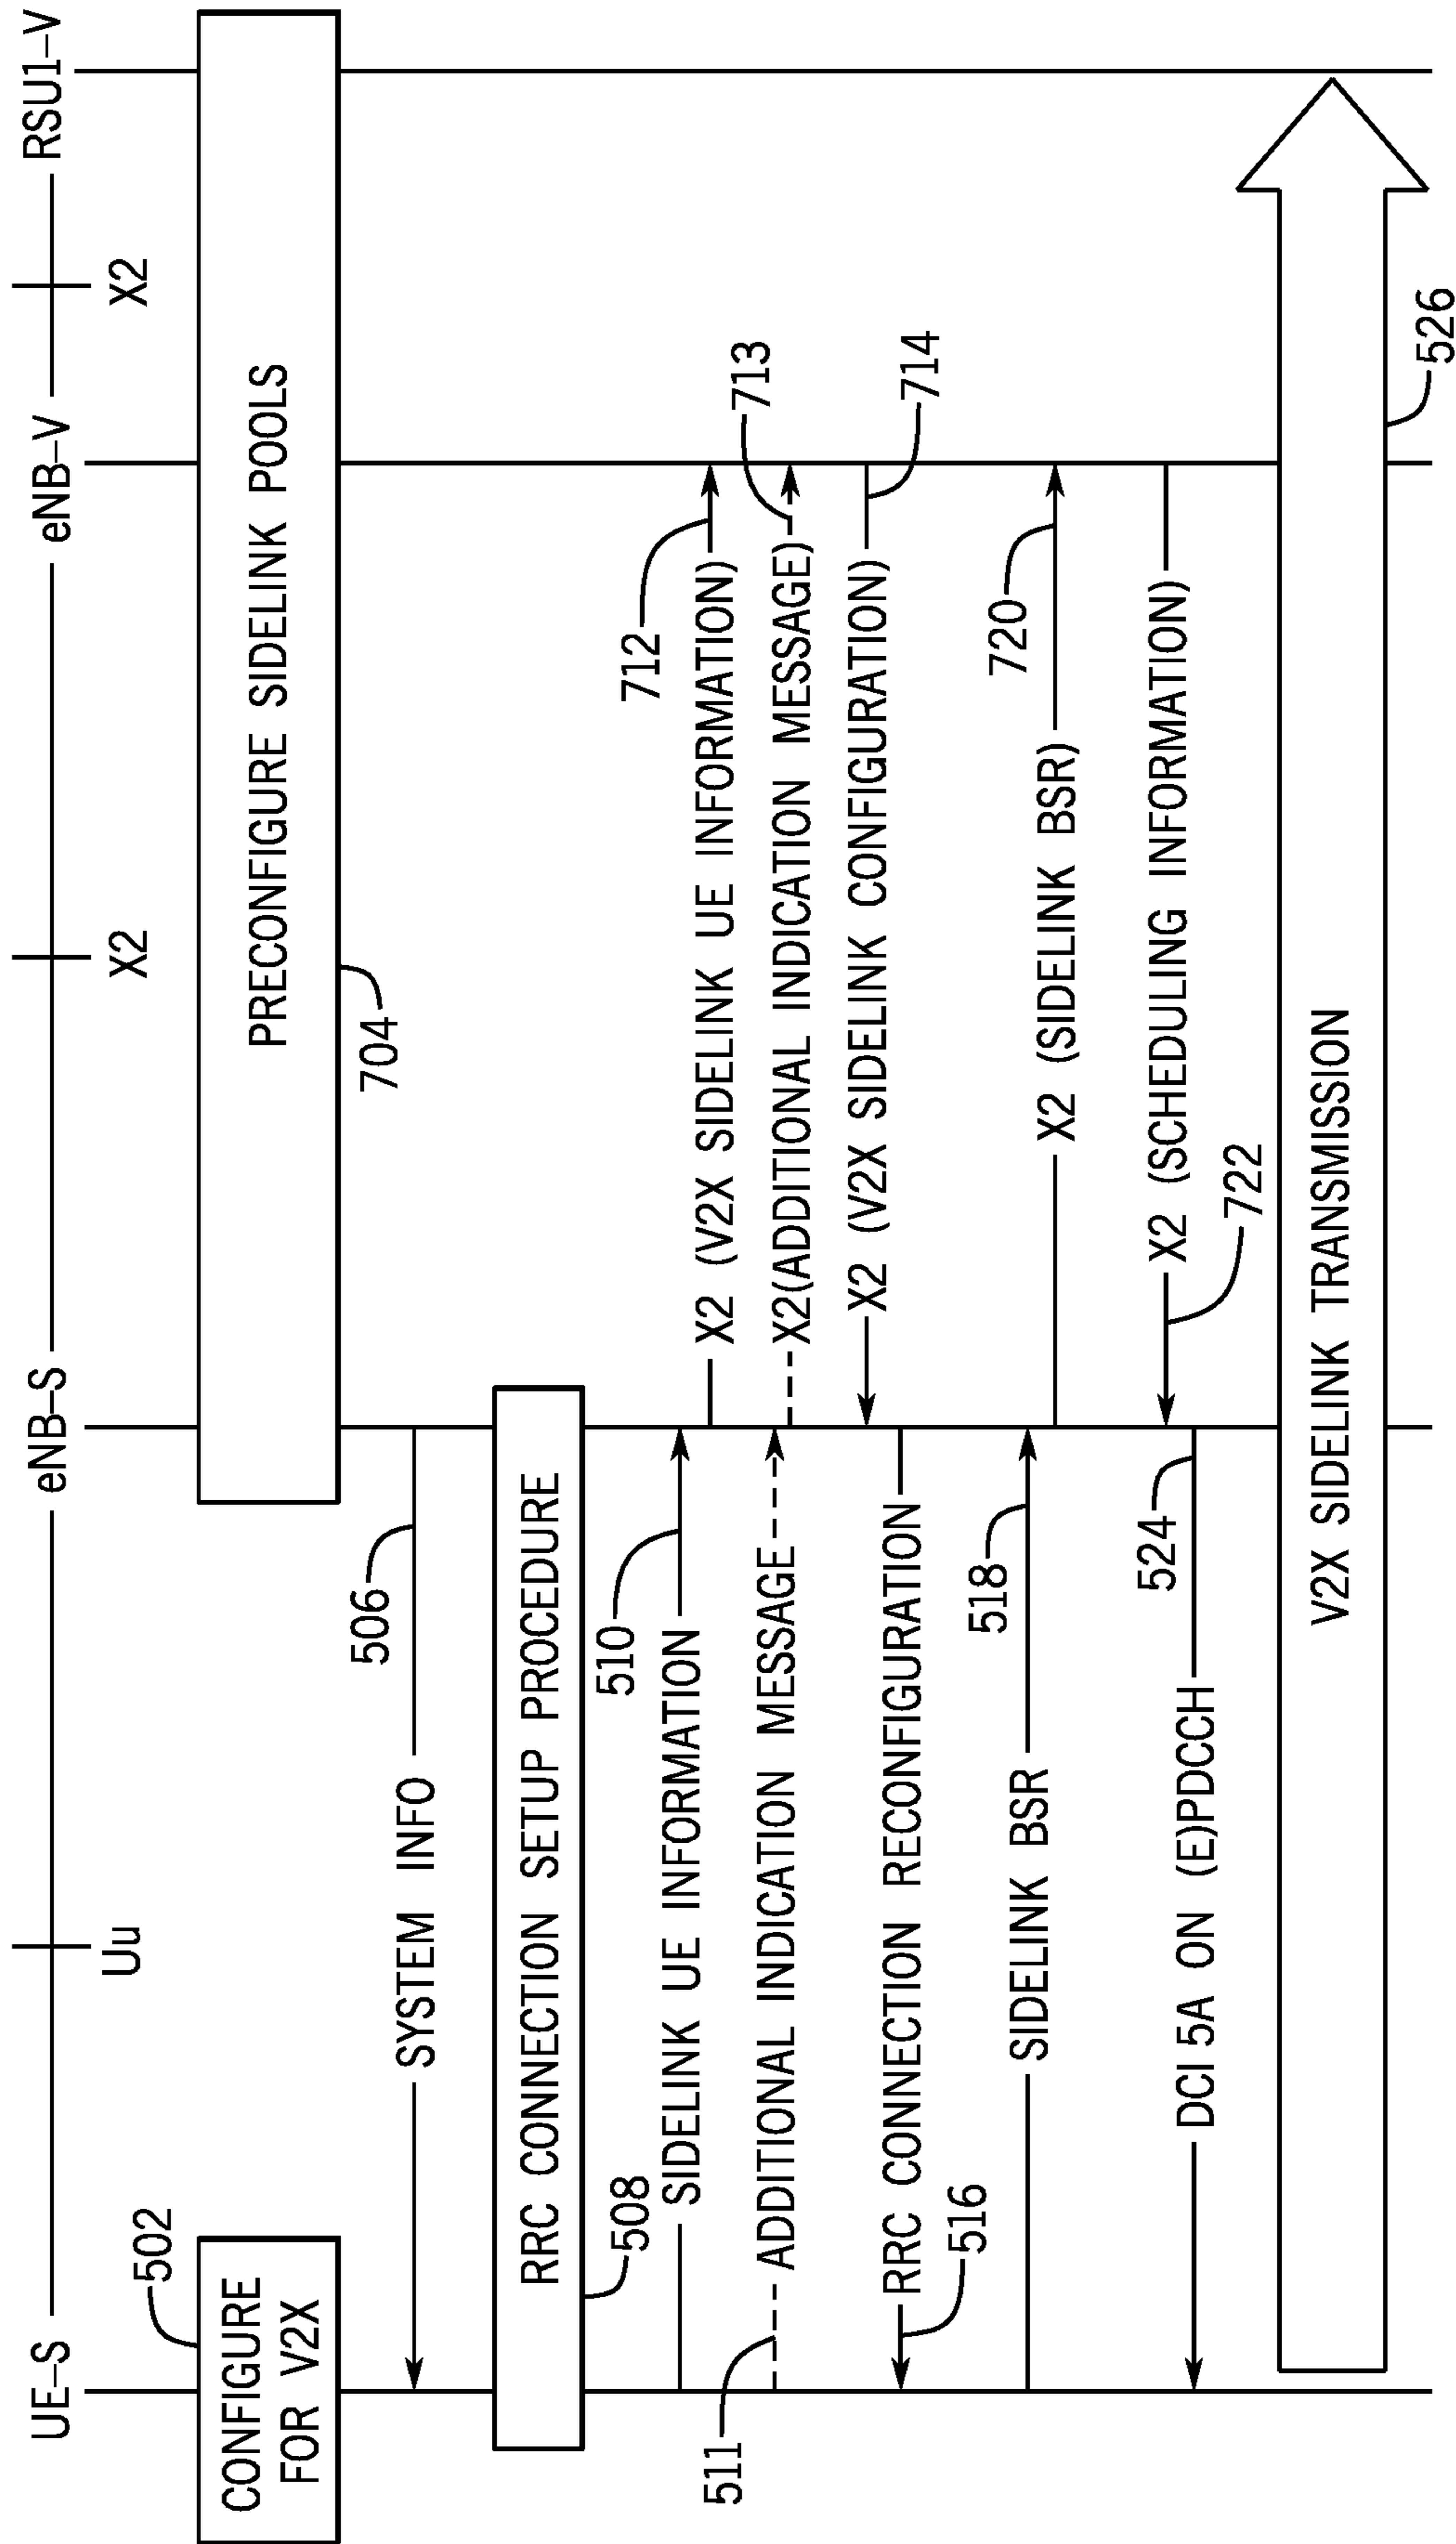 UE–S
eNB–S
eNB–V
RSU1–V
Uu
X2
X2
CONFIGURE
FOR V2X
502
PRECONFIGURE SIDELINK POOLS
704
SYSTEM INFO
506
RRC CONNECTION SETUP PROCEDURE
508
SIDELINK UE INFORMATION
510
X2 (V2X SIDELINK UE INFORMATION)
712
ADDITIONAL INDICATION MESSAGE
511
X2(ADDITIONAL INDICATION MESSAGE)
713
X2 (V2X SIDELINK CONFIGURATION)
714
RRC CONNECTION RECONFIGURATION
516
SIDELINK BSR
518
X2 (SIDELINK BSR)
720
X2 (SCHEDULING INFORMATION)
722
DCI 5A ON (E)PDCCH
524
V2X SIDELINK TRANSMISSION
526